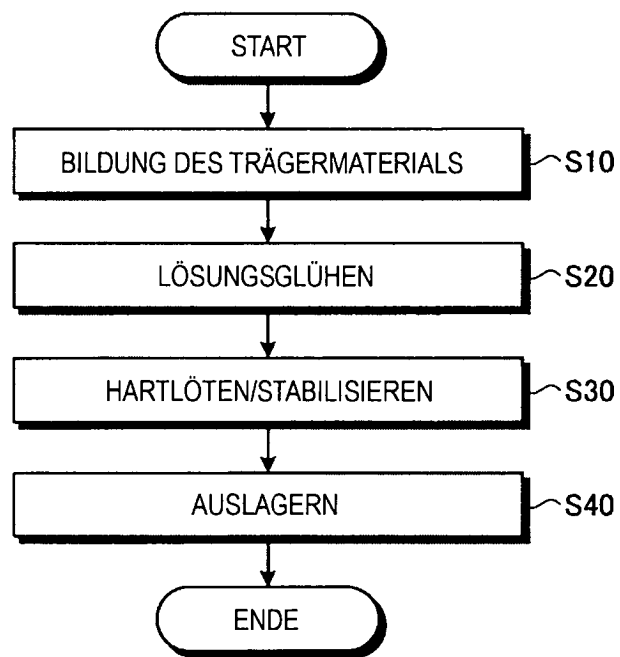 START
BILDUNG DES TRÄGERMATERIALS S10
LÖSUNGSGLÜHEN S20
HARTLÖTEN/STABILISIEREN S30
AUSLAGERN S40
ENDE